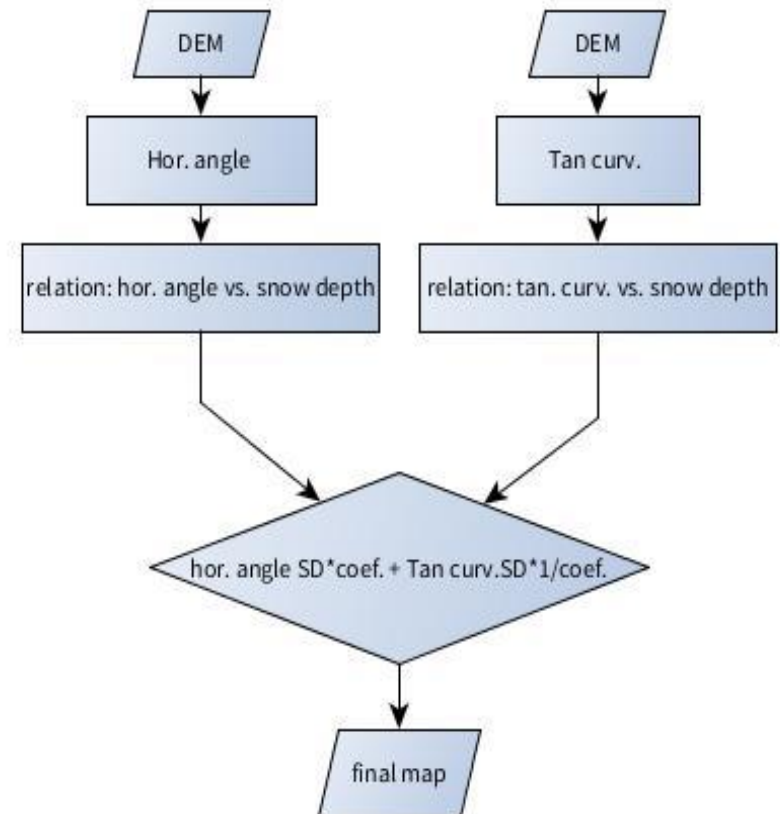 DEM
DEM
Hor. angle
Tan curv.
relation: hor. angle vs. snow depth
relation: tan. curv. vs. snow depth
hor. angle SD*coef. + Tan curv.SD*1/coef.
final map